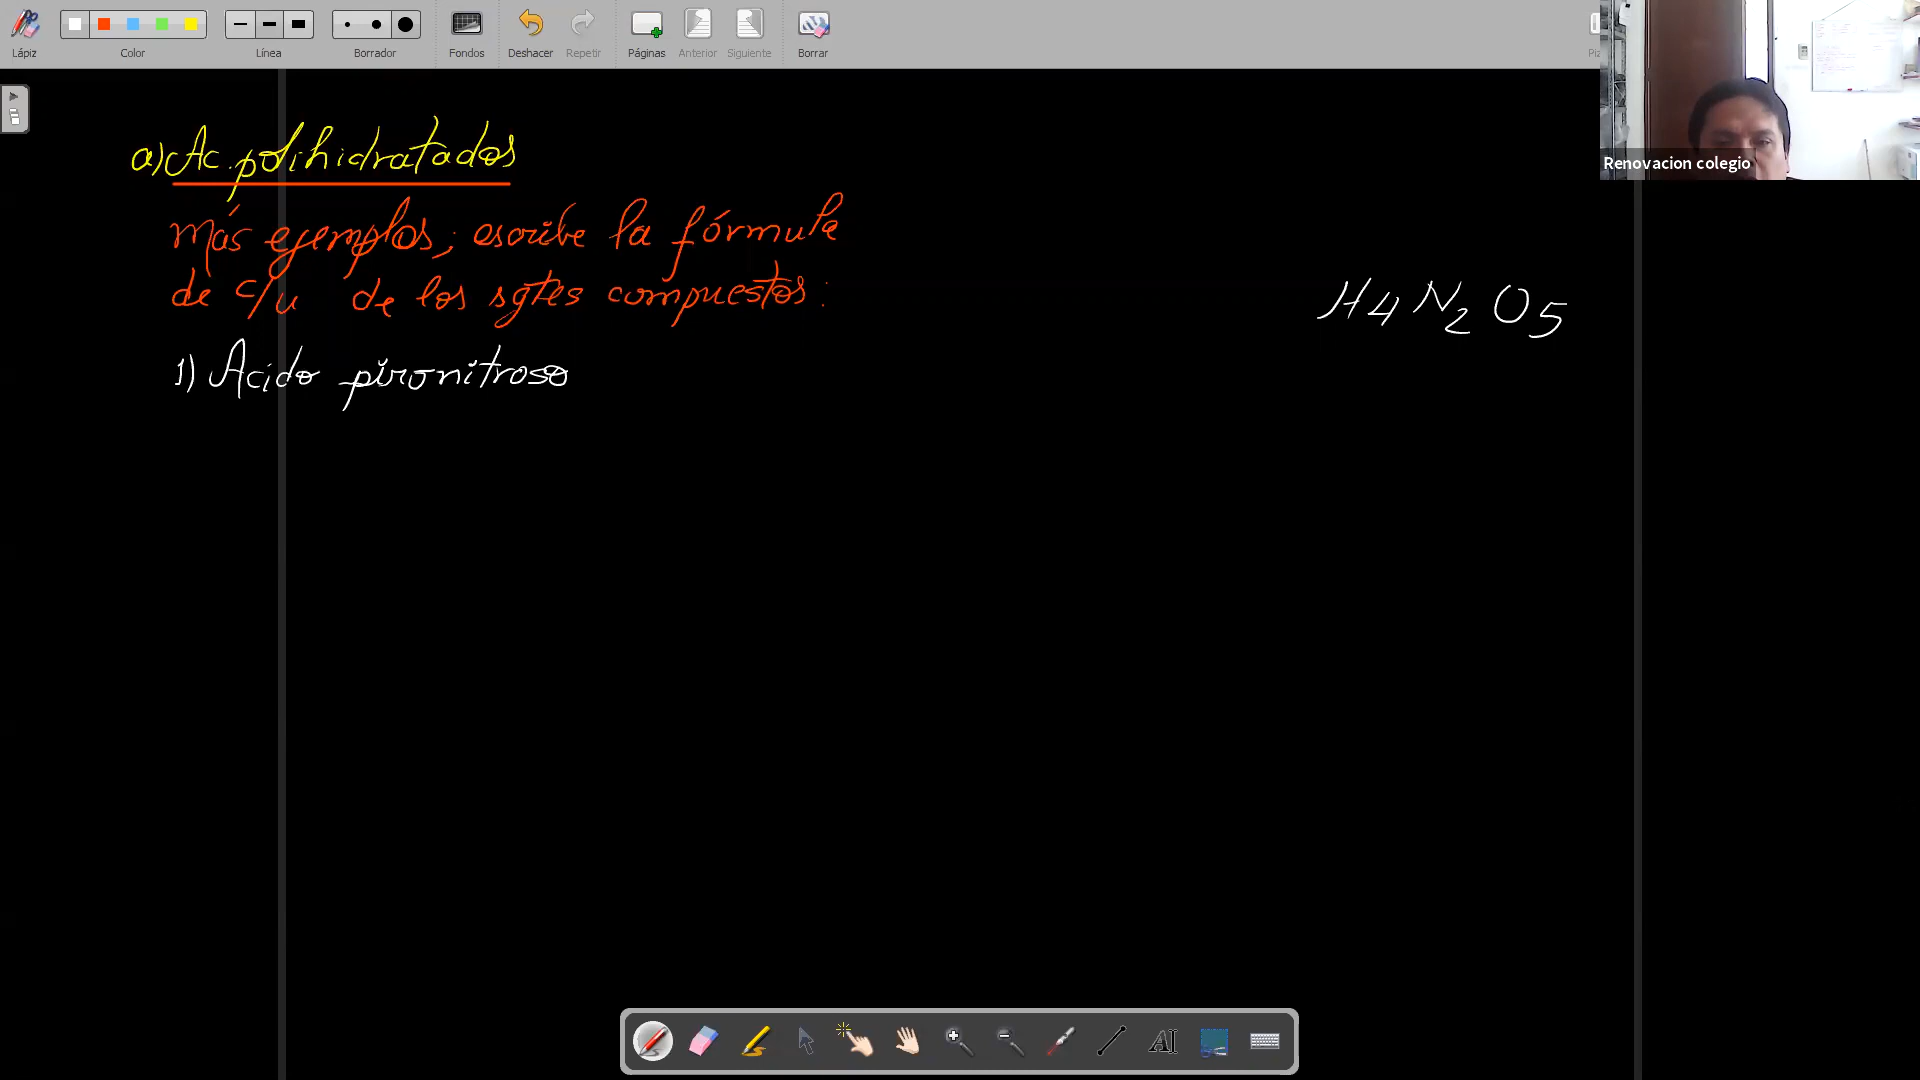 Lápiz
Color
Línea
Borrador
Fondos
Deshacer
Repetir
Páginas
Anterior
Siguiente
Borrar
Renovacion colegio
a) Ac. polihidratados
más ejemplos; escribe la fórmula
de c/u de los sgtes compuestos:
H4 N2 O5
1) Acido pironitroso
AI